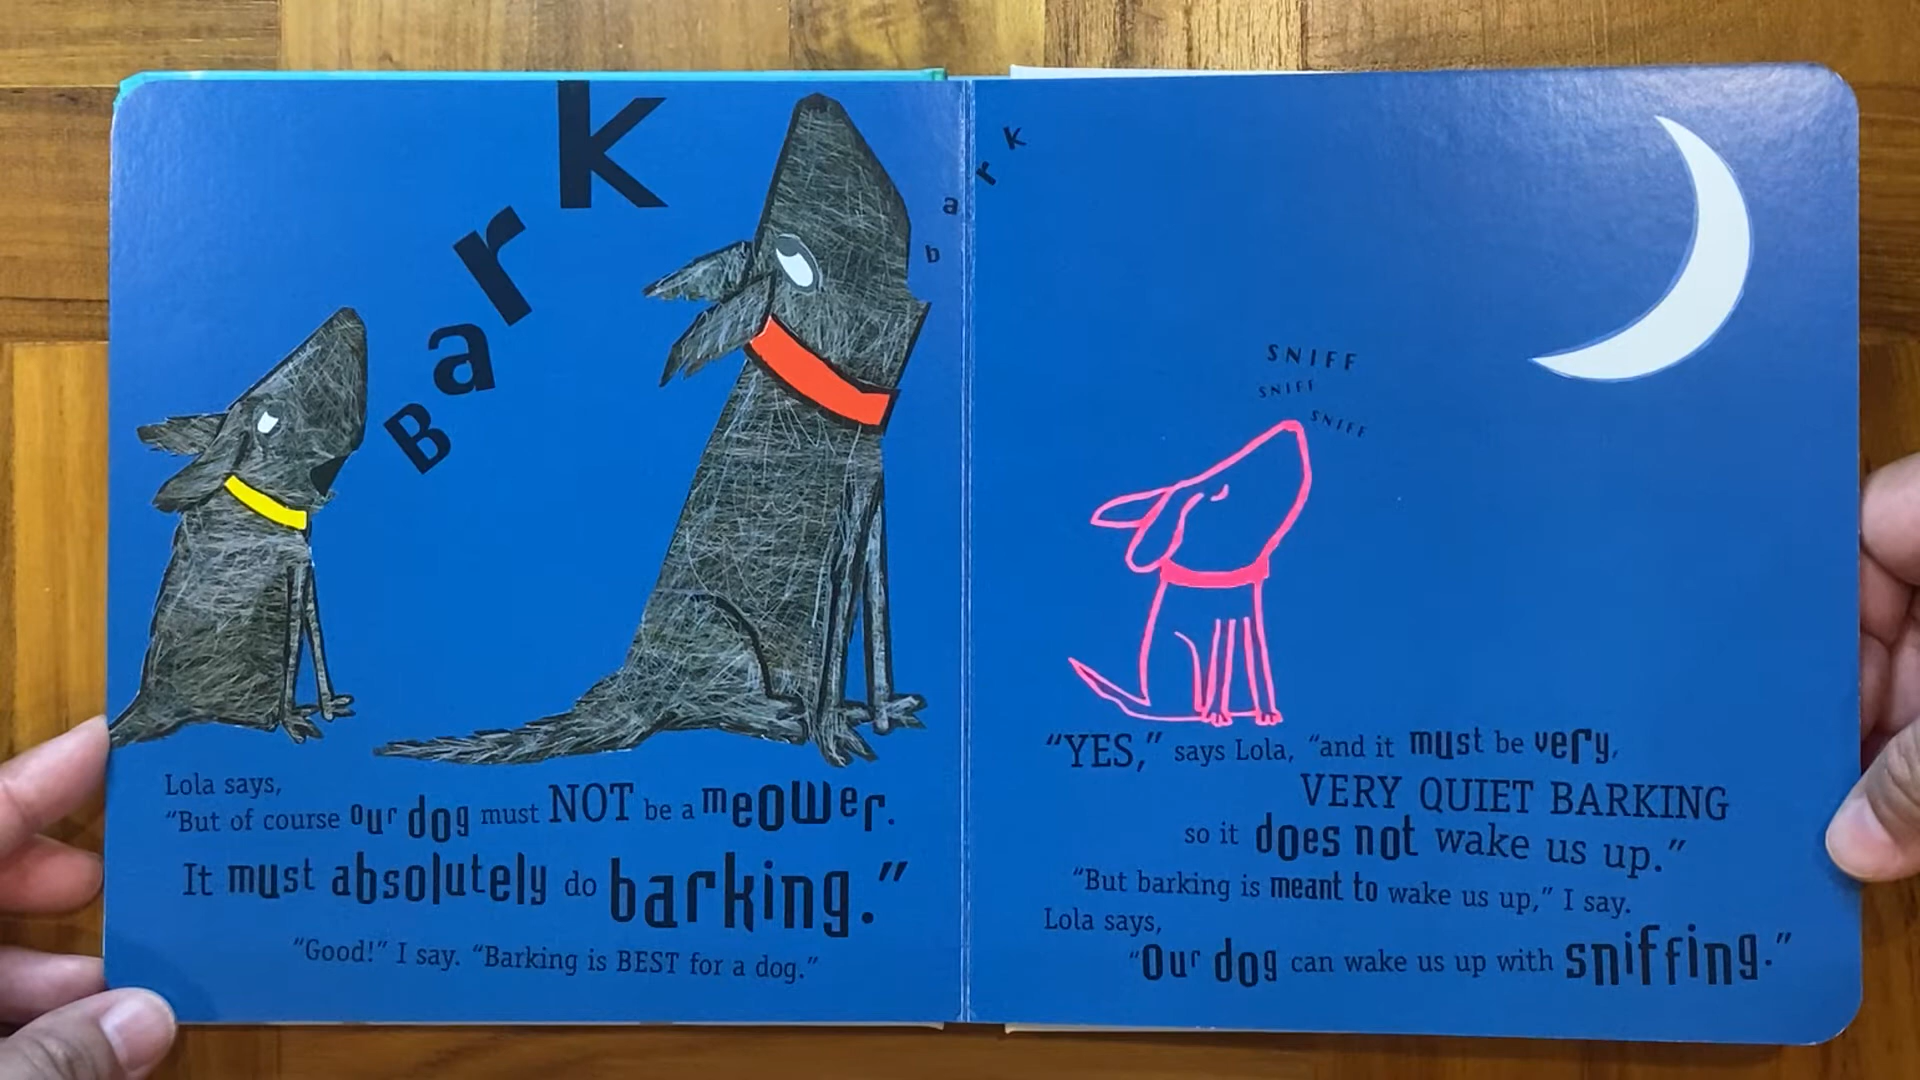 Bark
bark
Lola says,
“But of course our dog must NOT be a meower.
It must absolutely do barking.”
“Good!” I say. “Barking is BEST for a dog.”
SNIFF
SNIFF
SNIFF
“YES,” says Lola, “and it must be very,
VERY QUIET BARKING
so it does not wake us up.”
“But barking is meant to wake us up,” I say.
Lola says,
“Our dog can wake us up with sniffing.”